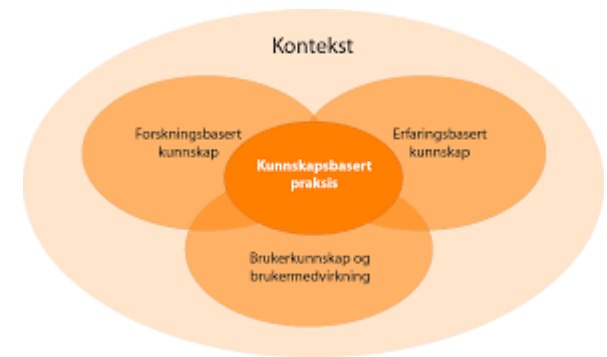 Kontekst
Forskningsbasert
kunnskap
Erfaringsbasert
kunnskap
Kunnskapsbasert
praksis
Brukerkunnskap og
brukermedvirkning